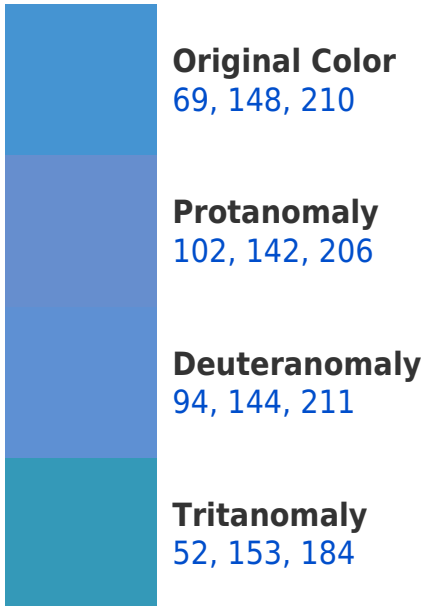 Original Color
69, 148, 210
Protanomaly
102, 142, 206
Deuteranomaly
94, 144, 211
Tritanomaly
52, 153, 184